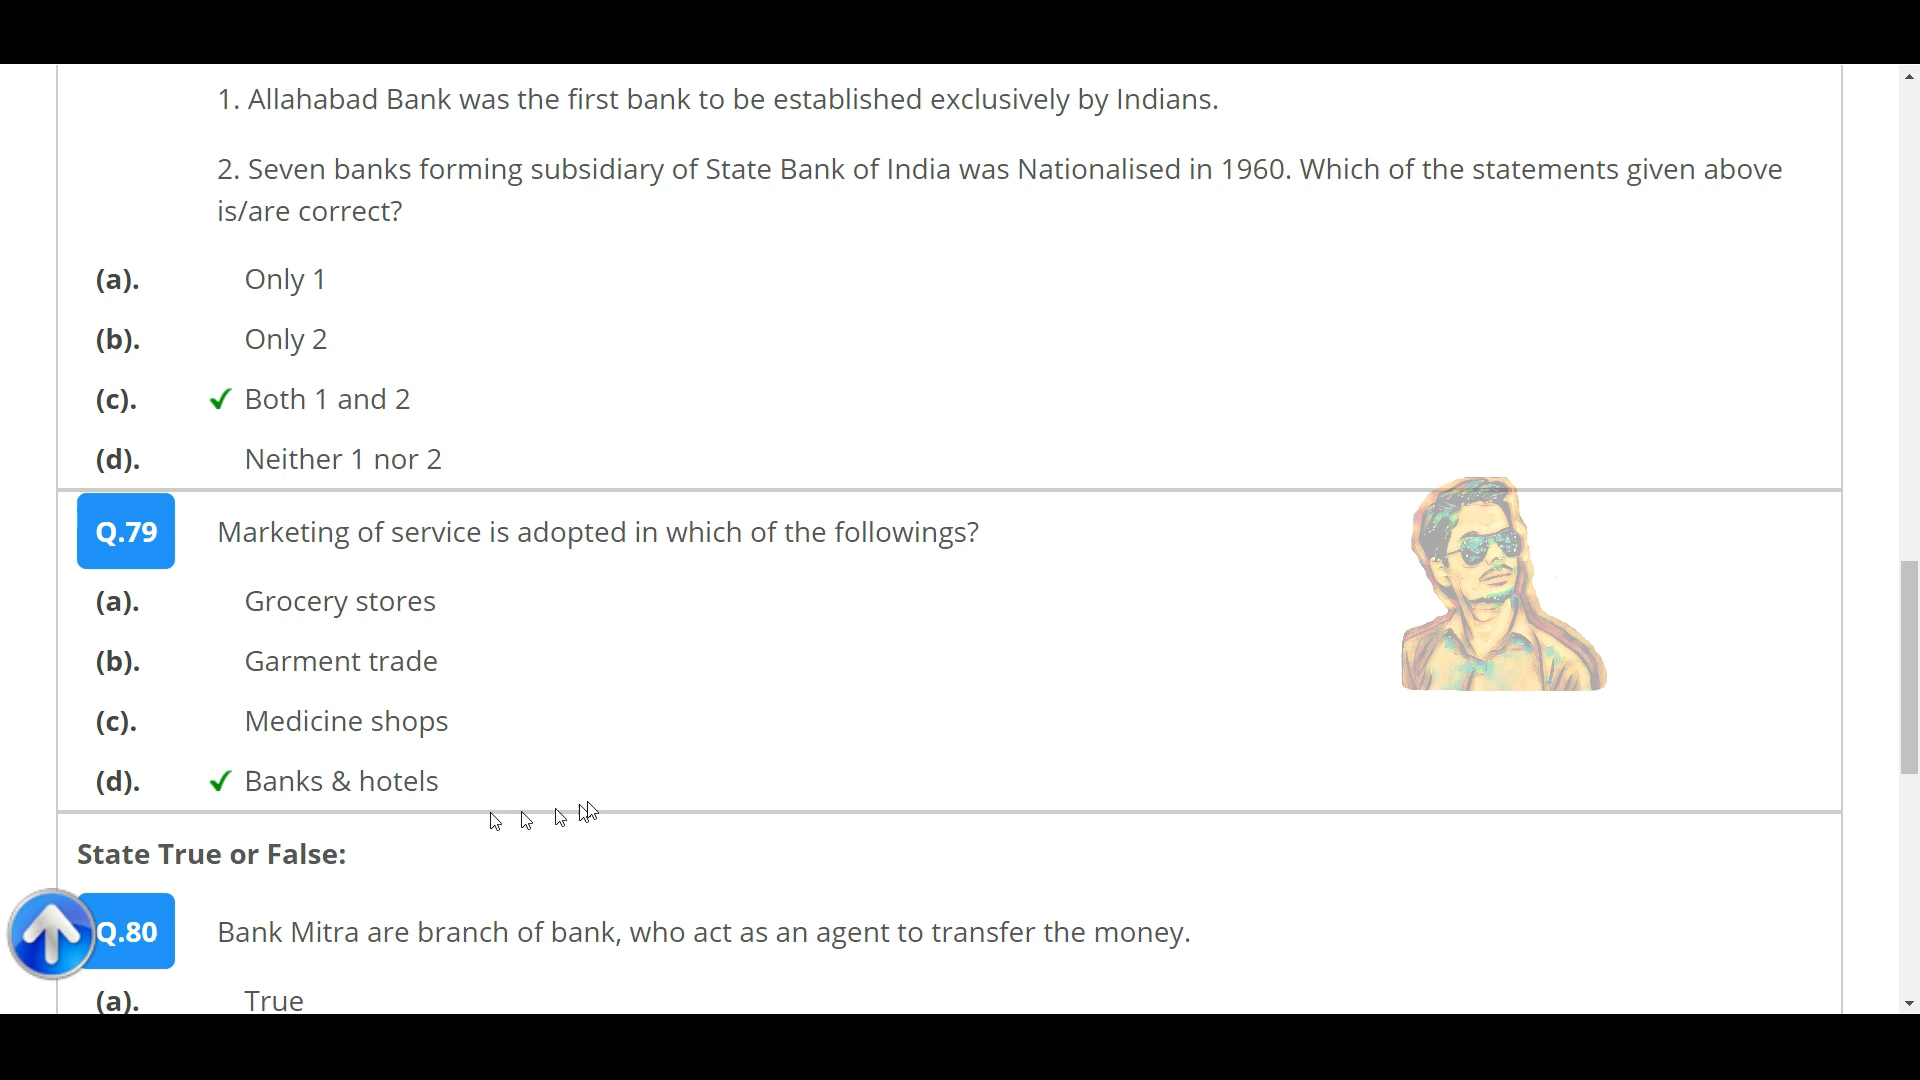 1. Allahabad Bank was the first bank to be established exclusively by Indians.
2. Seven banks forming subsidiary of State Bank of India was Nationalised in 1960. Which of the statements given above
is/are correct?
(a). Only 1
(b). Only 2
(c). ✓ Both 1 and 2
(d). Neither 1 nor 2
Q.79 Marketing of service is adopted in which of the followings?
(a). Grocery stores
(b). Garment trade
(c). Medicine shops
(d). ✓ Banks & hotels
State True or False:
Q.80 Bank Mitra are branch of bank, who act as an agent to transfer the money.
(a). True